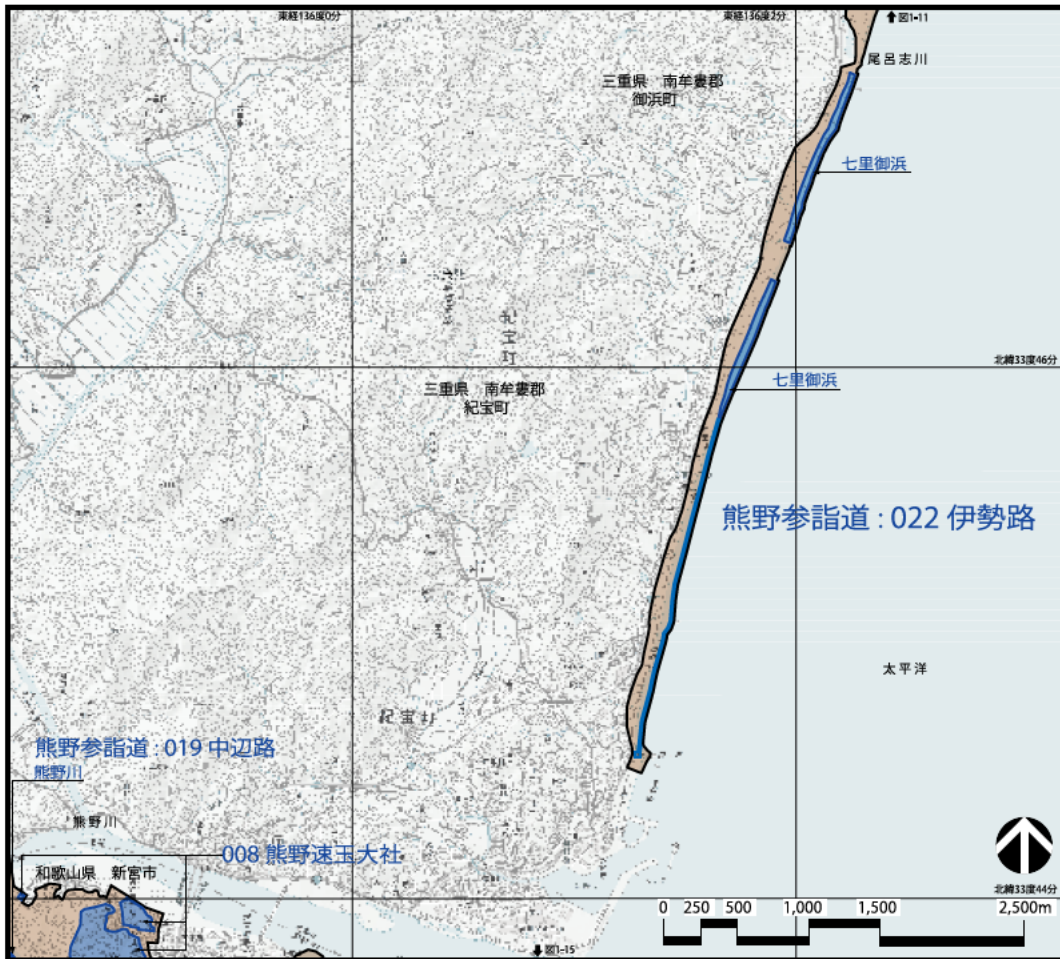 東経136度0分
東経136度2分
図1-11
尾呂志川
三重県 南牟婁郡
御浜町
七里御浜
北緯33度46分
七里御浜
三重県 南牟婁郡
紀宝町
熊野参詣道 : 022 伊勢路
太平洋
紀宝町
熊野参詣道 : 019 中辺路
熊野川
熊野川
008 熊野速玉大社
和歌山県 新宮市
北緯33度44分
0 250 500 1,000 1,500 2,500m
図1-15